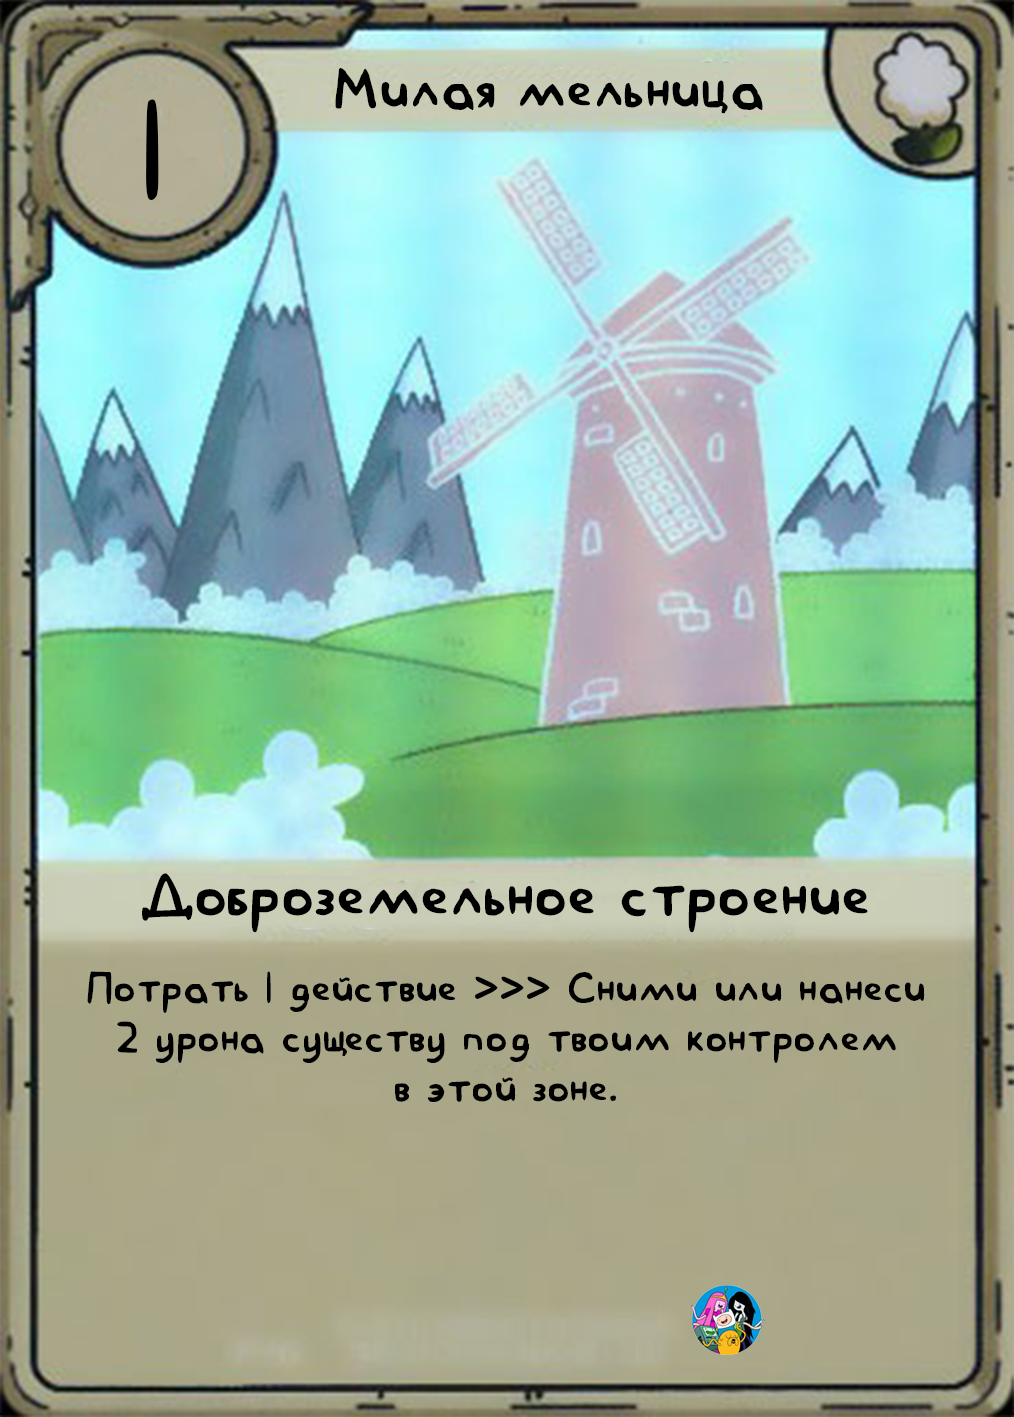 1
Милая мельница
Доброземельное строение
Потрать 1 действие >>> Сними или нанеси
2 урона существу под твоим контролем
в этой зоне.